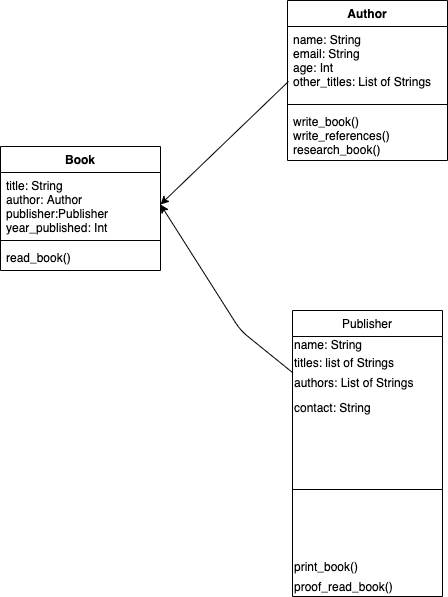 Author
name: String
email: String
age: Int
other_titles: List of Strings
write_book()
write_references()
research_book()
Book
title: String
author: Author
publisher:Publisher
year_published: Int
read_book()
Publisher
name: String
titles: list of Strings
authors: List of Strings
contact: String
print_book()
proof_read_book()